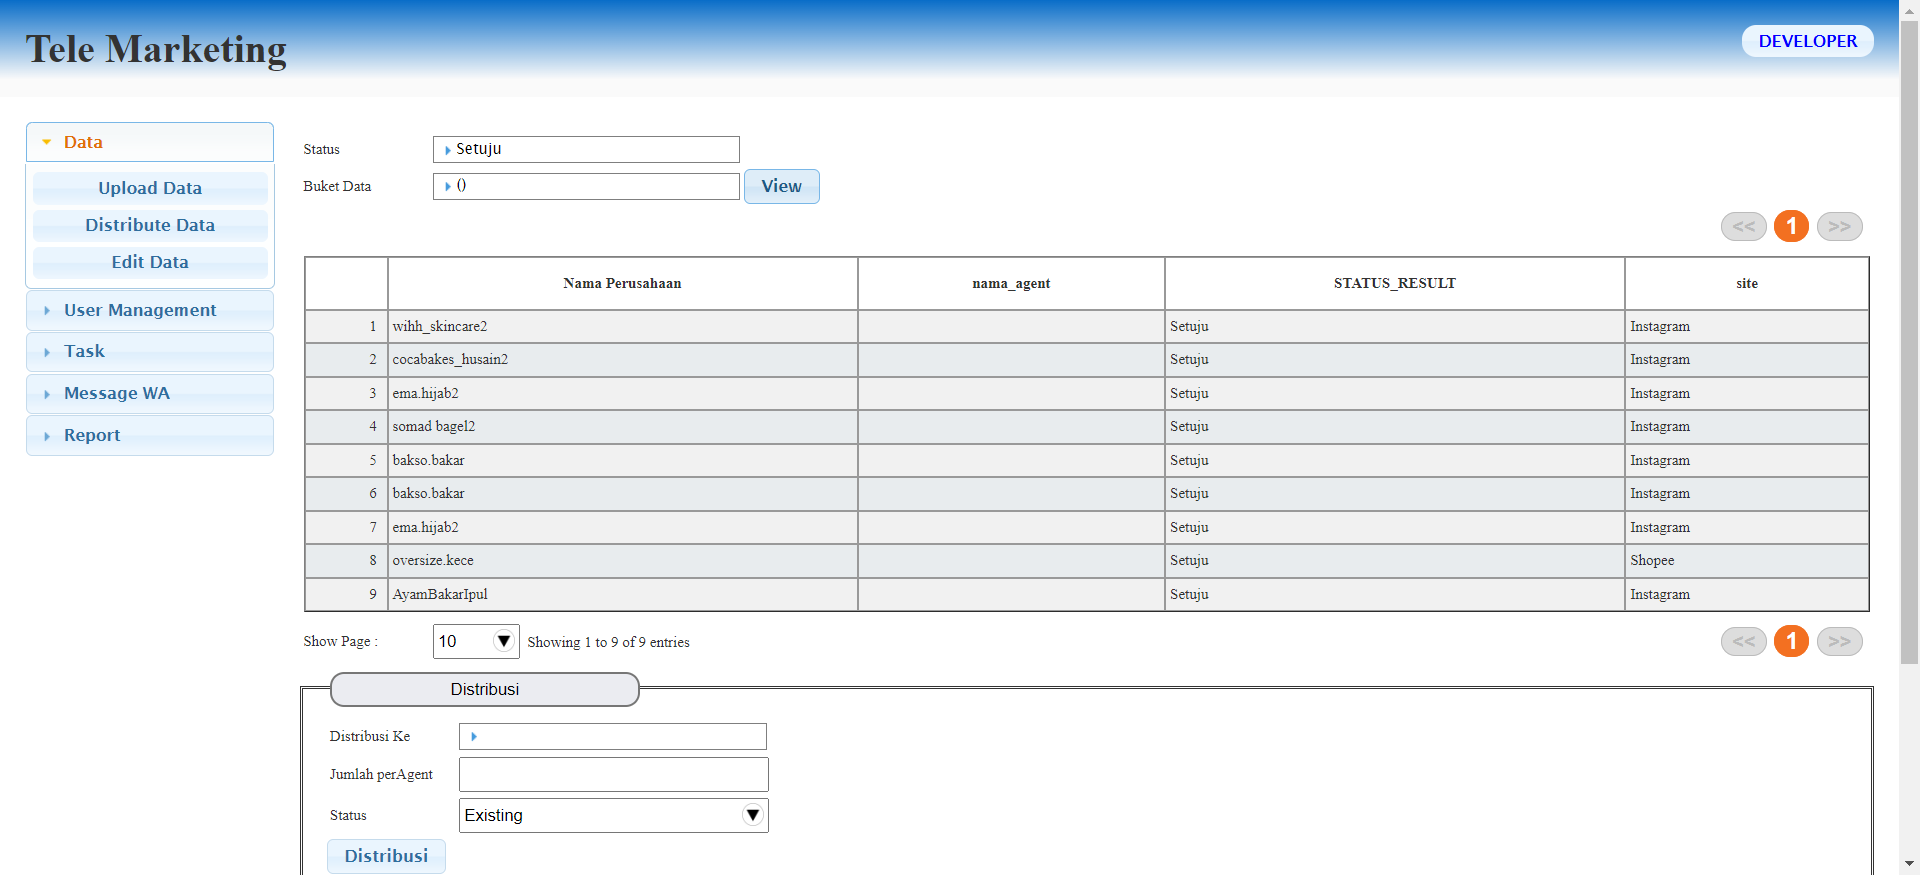 Tele Marketing
DEVELOPER
Data
Upload Data
Distribute Data
Edit Data
User Management
Task
Message WA
Report
Status Setuju
Buket Data () View
<< 1 >>
Nama Perusahaan nama_agent STATUS_RESULT site
1 wihh_skincare2 Setuju Instagram
2 cocabakes_husain2 Setuju Instagram
3 ema.hijab2 Setuju Instagram
4 somad bagel2 Setuju Instagram
5 bakso.bakar Setuju Instagram
6 bakso.bakar Setuju Instagram
7 ema.hijab2 Setuju Instagram
8 oversize.kece Setuju Shopee
9 AyamBakarIpul Setuju Instagram
Show Page : 10 Showing 1 to 9 of 9 entries << 1 >>
Distribusi
Distribusi Ke
Jumlah perAgent
Status Existing
Distribusi